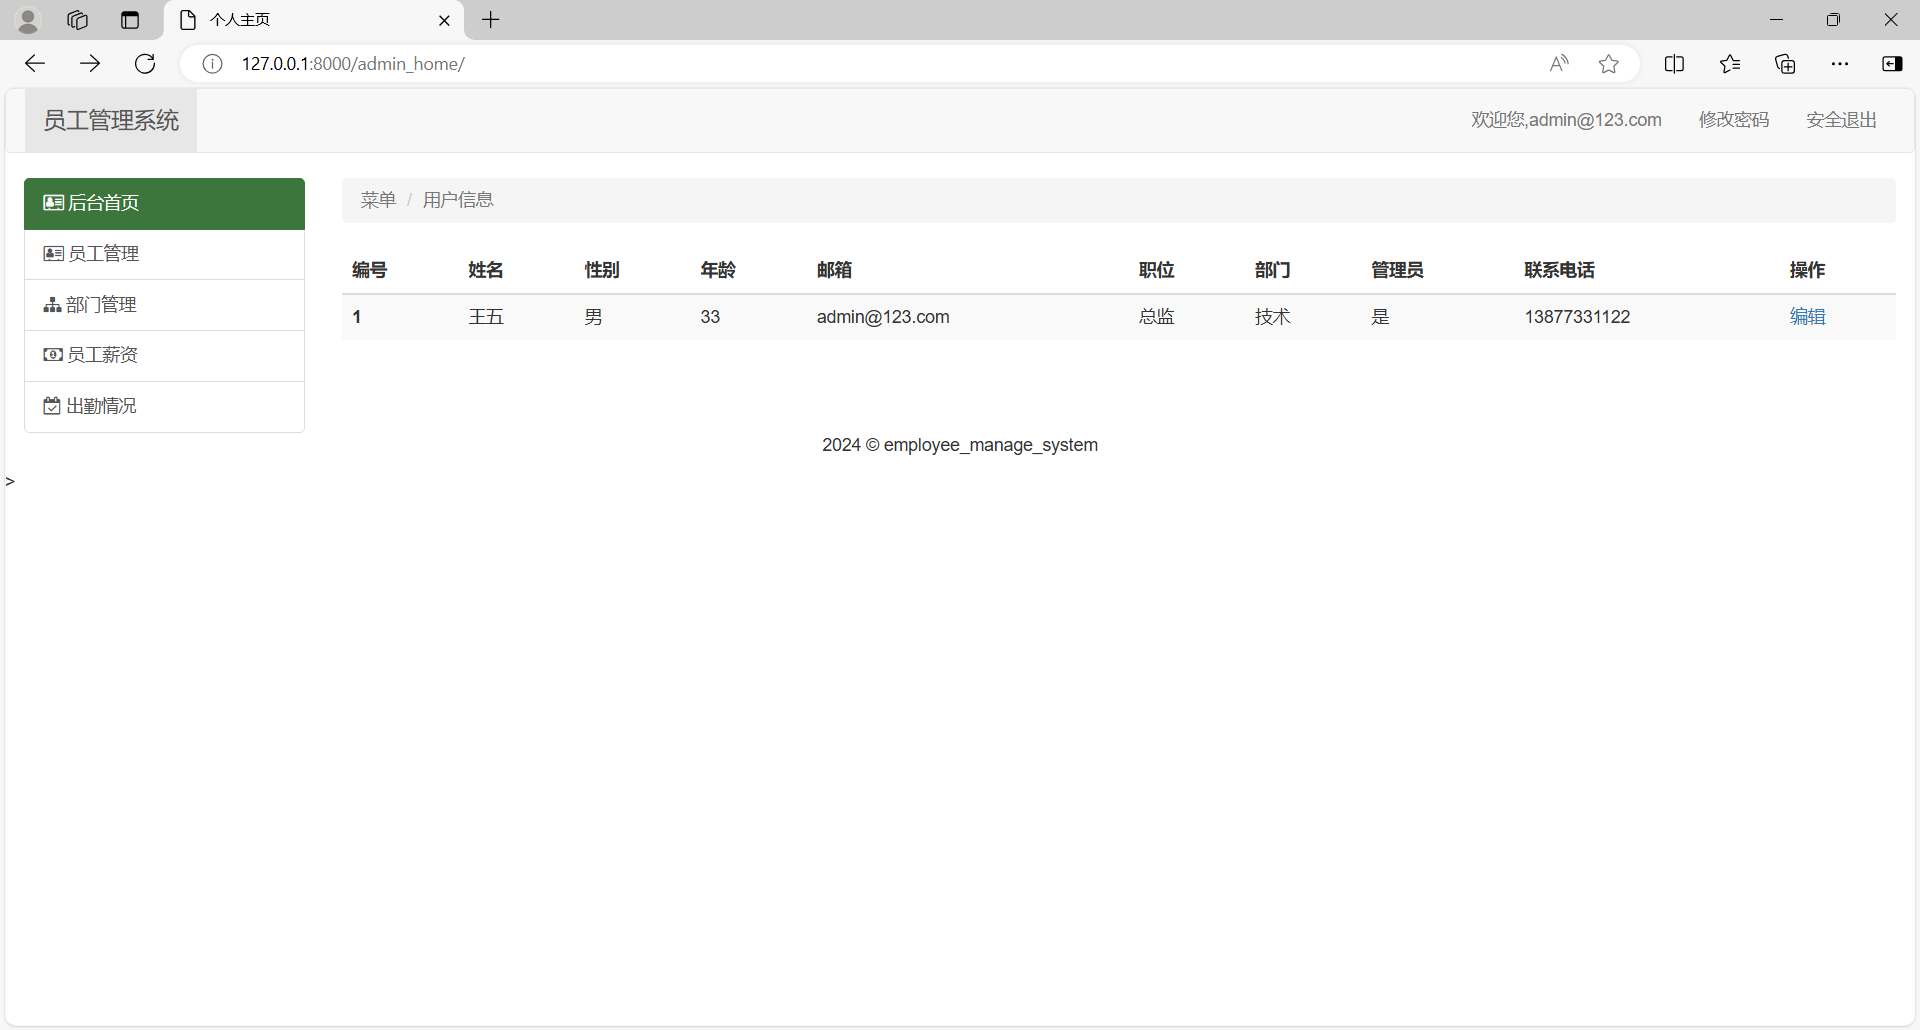 个人主页
127.0.0.1:8000/admin_home/
员工管理系统 欢迎您,admin@123.com 修改密码 安全退出
后台首页
员工管理
部门管理
员工薪资
出勤情况
菜单 / 用户信息
编号 姓名 性别 年龄 邮箱 职位 部门 管理员 联系电话 操作
1 王五 男 33 admin@123.com 总监 技术 是 13877331122 编辑
2024 © employee_manage_system
>